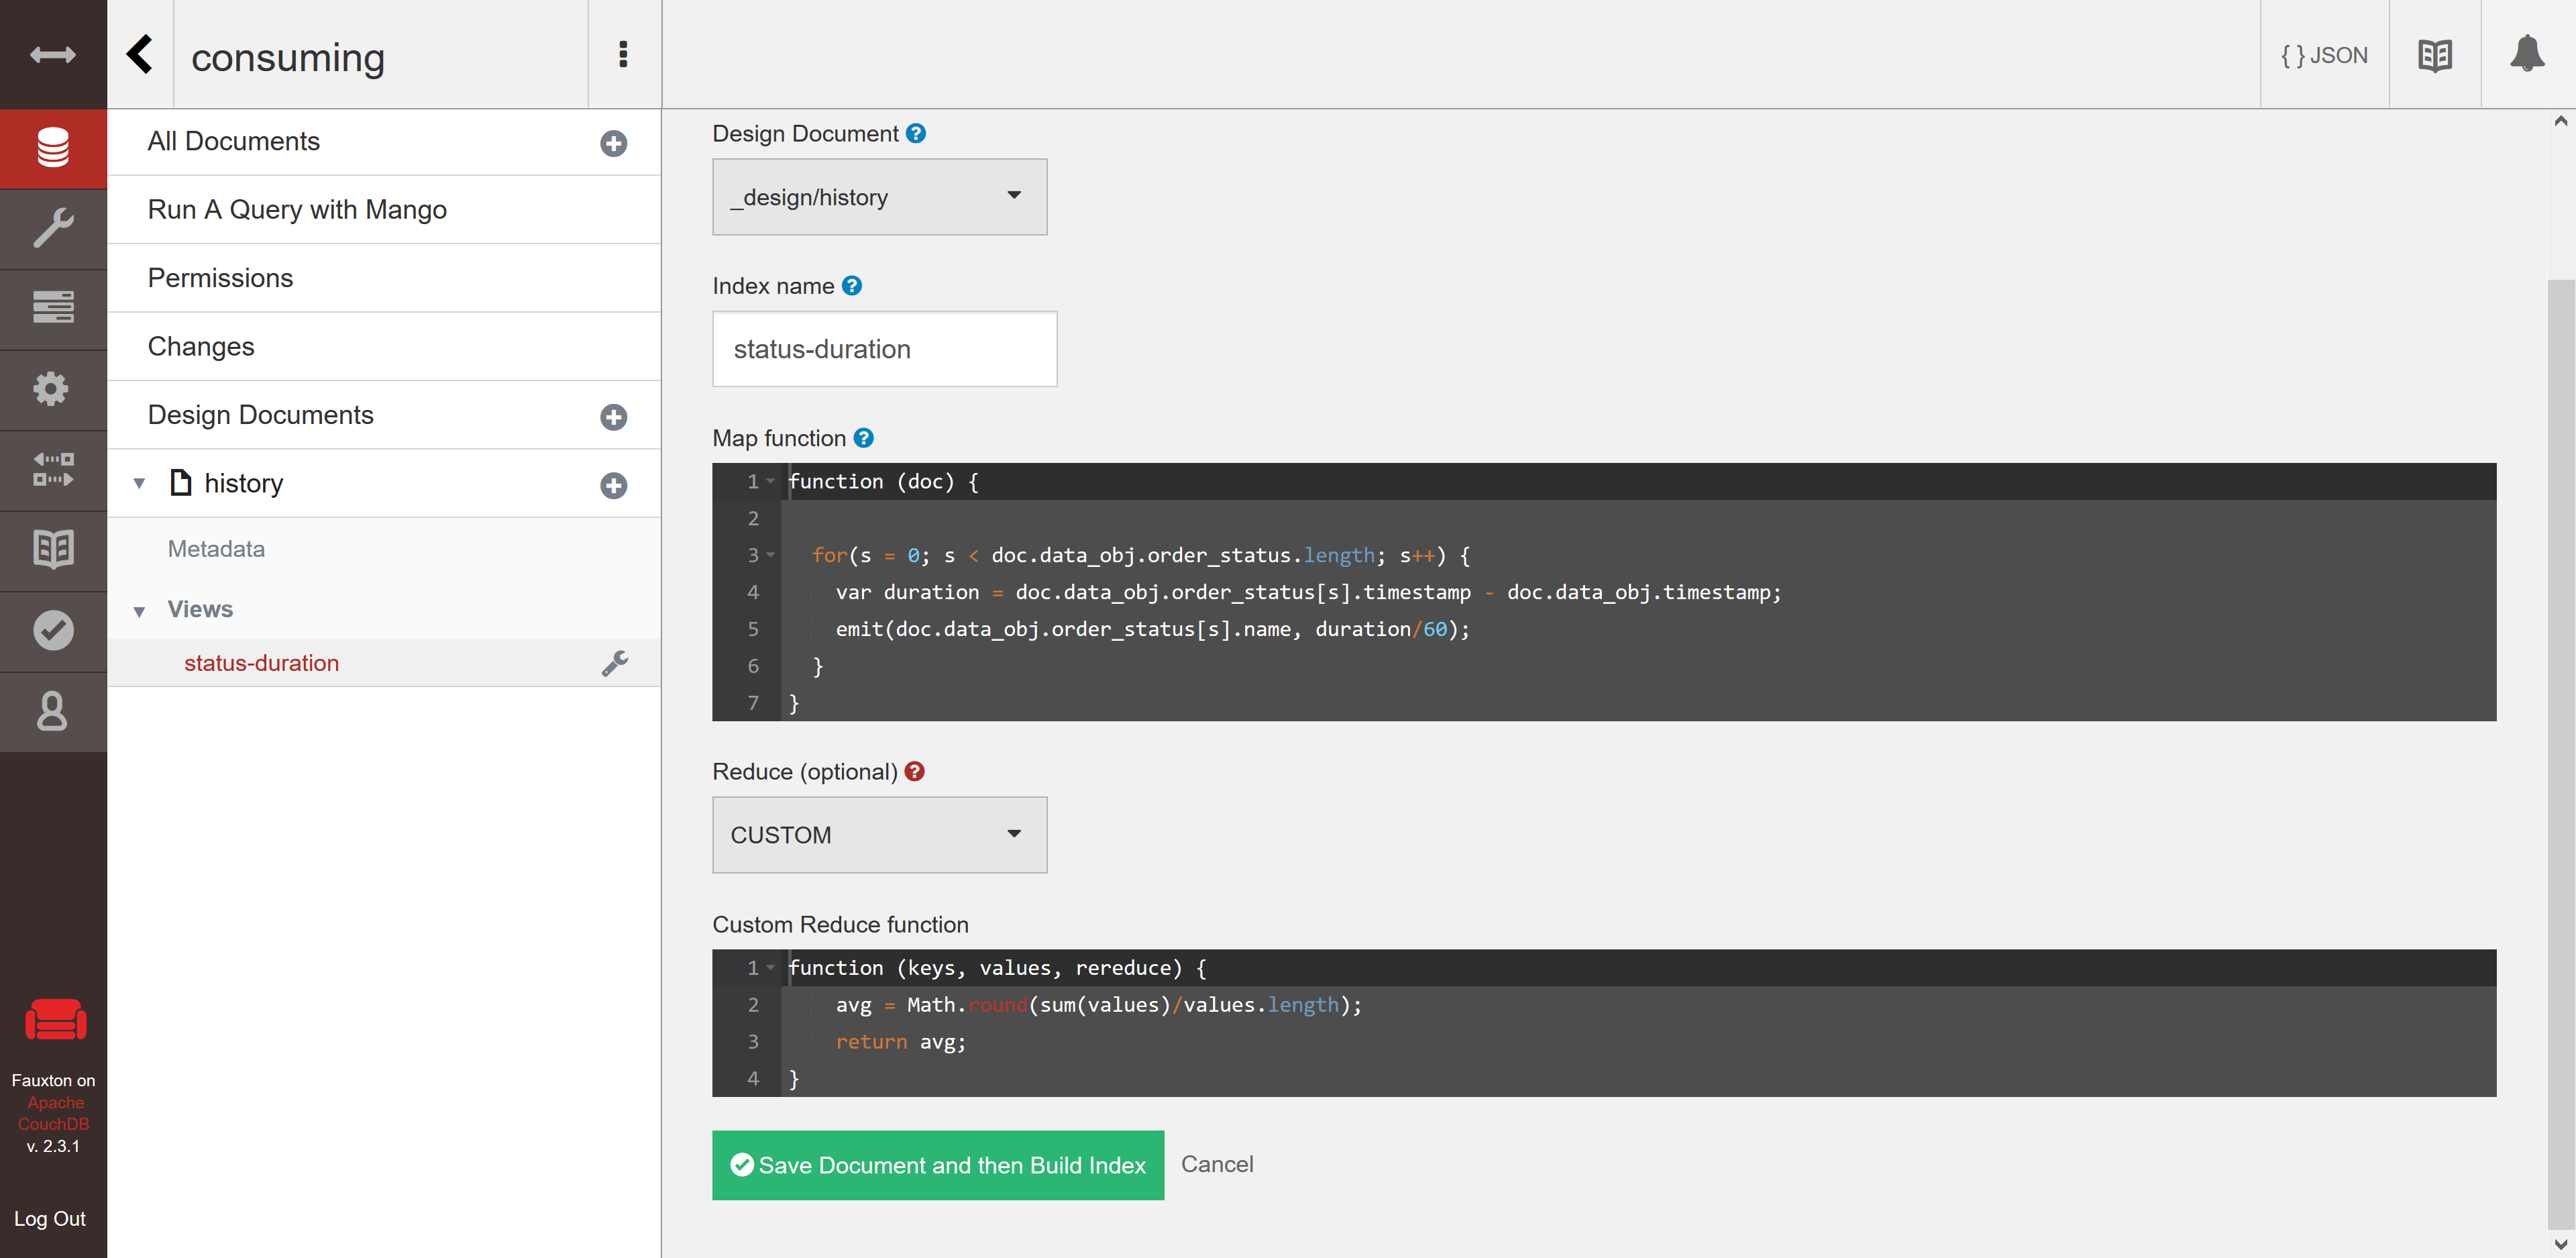 consuming
{ } JSON
All Documents
Run A Query with Mango
Permissions
Changes
Design Documents
history
Metadata
Views
status-duration
Fauxton on
Apache
CouchDB
v. 2.3.1
Log Out
Design Document
_design/history
Index name
status-duration
Map function
1 function (doc) {
2
3 for(s = 0; s < doc.data_obj.order_status.length; s++) {
4 var duration = doc.data_obj.order_status[s].timestamp - doc.data_obj.timestamp;
5 emit(doc.data_obj.order_status[s].name, duration/60);
6 }
7 }
Reduce (optional)
CUSTOM
Custom Reduce function
1 function (keys, values, rereduce) {
2 avg = Math.round(sum(values)/values.length);
3 return avg;
4 }
Save Document and then Build Index
Cancel